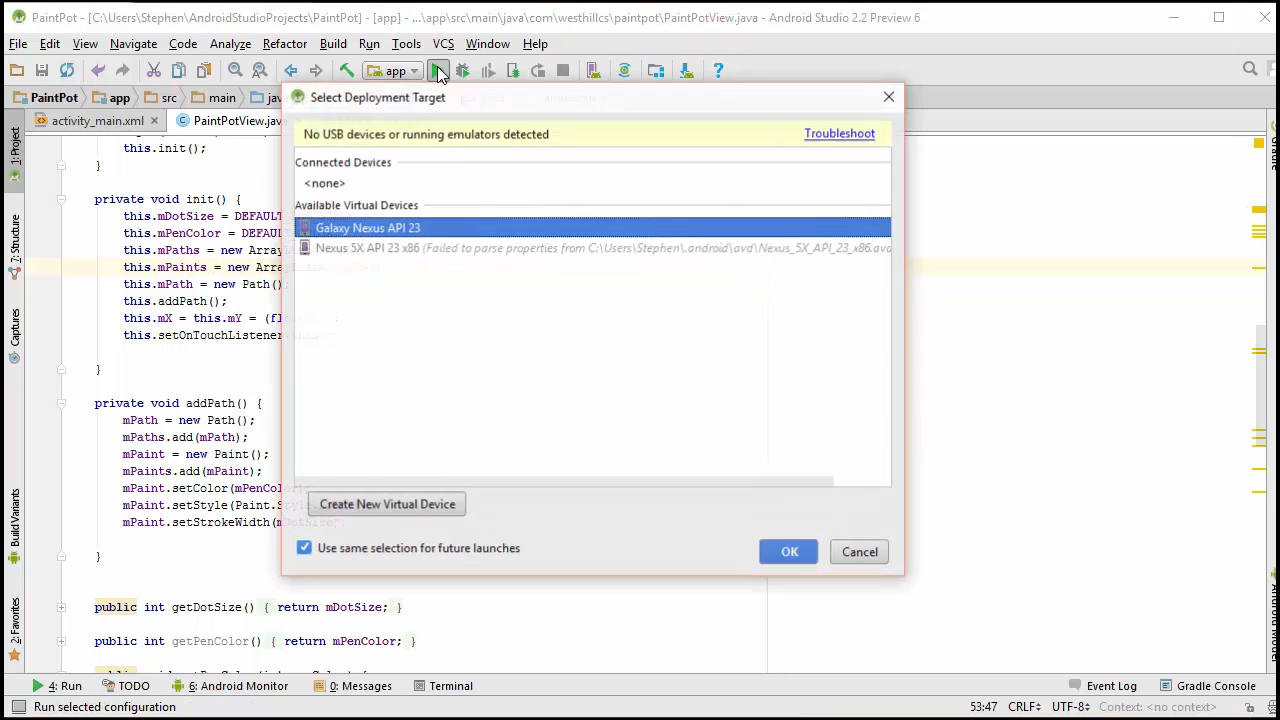 PaintPot - [C:\Users\Stephen\AndroidStudioProjects\PaintPot] - [app] - ...\app\src\main\java\com\westhillcs\paintpot\PaintPotView.java - Android Studio 2.2 Preview 6
File Edit View Navigate Code Analyze Refactor Build Run Tools VCS Window Help
app
PaintPot app src main
Select Deployment Target
activity_main.xml PaintPotView.java
No USB devices or running emulators detected Troubleshoot
Connected Devices
<none>
Available Virtual Devices
Galaxy Nexus API 23
Nexus 5X API 23 x86 (Failed to parse properties from C:\Users\Stephen\.android\avd\Nexus_5X_API_23_x86.ava
Create New Virtual Device
Use same selection for future launches
OK Cancel
this.init();
}
private void init() {
this.mDotSize = DEFAULT
this.mPenColor = DEFAULT
this.mPaths = new Array
this.mPaints = new Array
this.mPath = new Path();
this.addPath();
this.mX = this.mY = (fl
this.setOnTouchListener
}
private void addPath() {
mPath = new Path();
mPaths.add(mPath);
mPaint = new Paint();
mPaints.add(mPaint);
mPaint.setColor(mPenColor);
mPaint.setStyle(Paint.Style
mPaint.setStrokeWidth(mDotSize
}
public int getDotSize() { return mDotSize; }
public int getPenColor() { return mPenColor; }
1: Project
7: Structure
Captures
Build Variants
2: Favorites
Android Model
4: Run TODO 6: Android Monitor 0: Messages Terminal Event Log Gradle Console
Run selected configuration 53:47 CRLF UTF-8 Context: <no context>